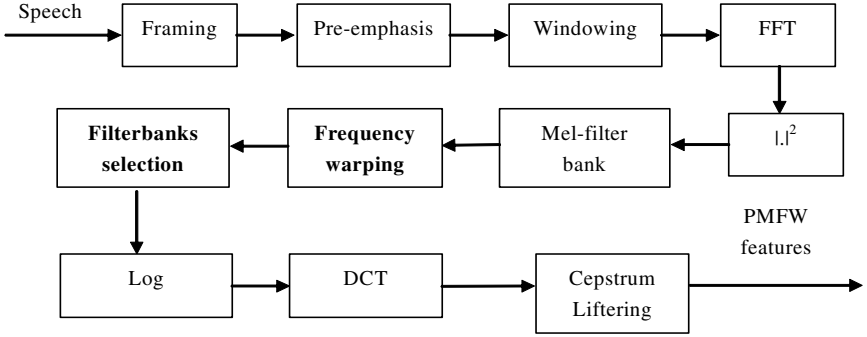 Speech
Framing
Pre-emphasis
Windowing
FFT
Filterbanks
selection
Frequency
warping
Mel-filter
bank
|.|²
PMFW
features
Log
DCT
Cepstrum
Liftering